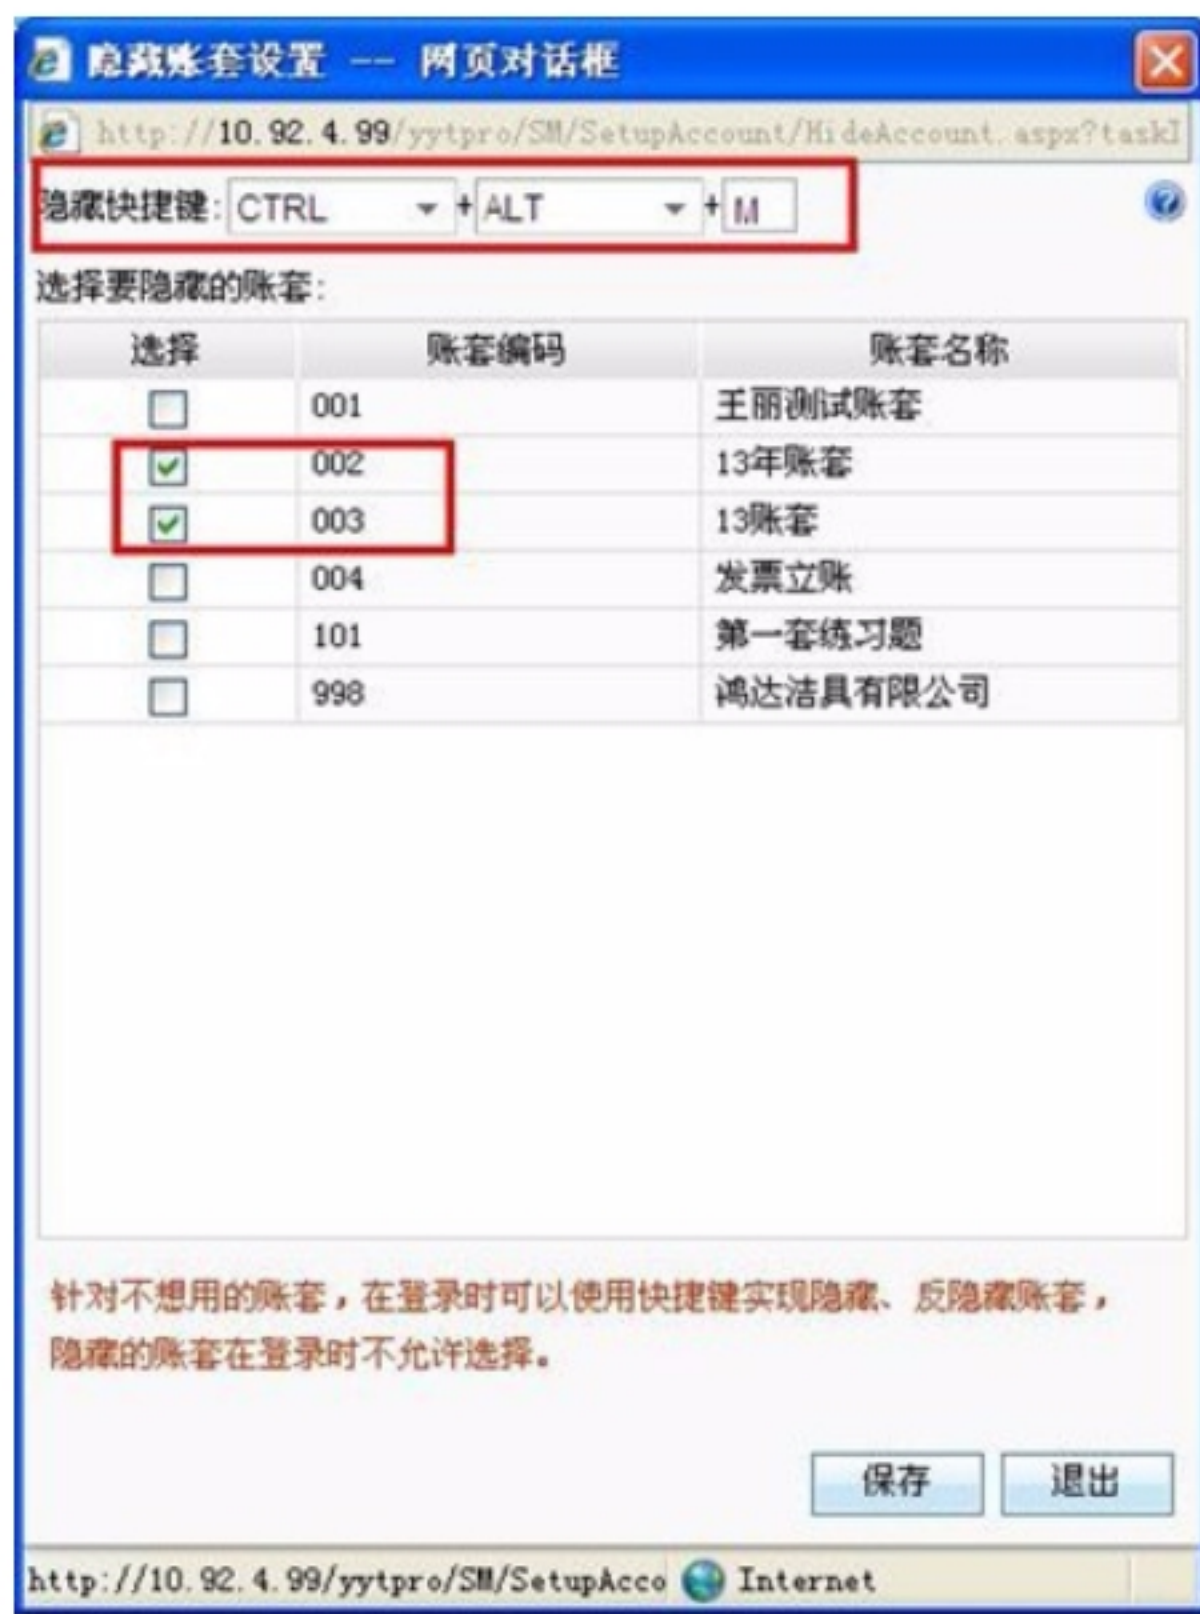 隐藏账套设置 -- 网页对话框
http://10.92.4.99/yytpro/SM/SetupAccount/HideAccount.aspx?taskI
隐藏快捷键: CTRL + ALT + M
选择要隐藏的账套:
选择 账套编码 账套名称
001 王丽测试账套
002 13年账套
003 13账套
004 发票立账
101 第一套练习题
998 鸿达洁具有限公司
针对不想用的账套，在登录时可以使用快捷键实现隐藏、反隐藏账套，
隐藏的账套在登录时不允许选择。
保存 退出
http://10.92.4.99/yytpro/SM/SetupAcco Internet